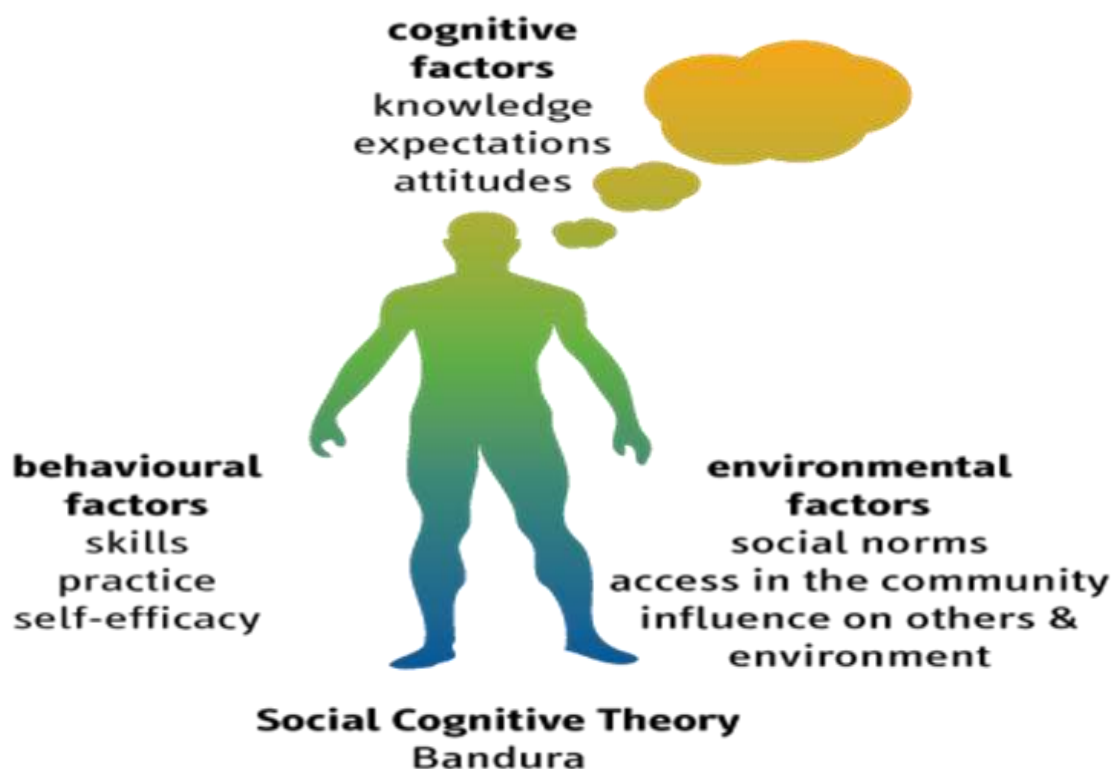 cognitive
factors
knowledge
expectations
attitudes
behavioural
factors
skills
practice
self-efficacy
environmental
factors
social norms
access in the community
influence on others &
environment
Social Cognitive Theory
Bandura